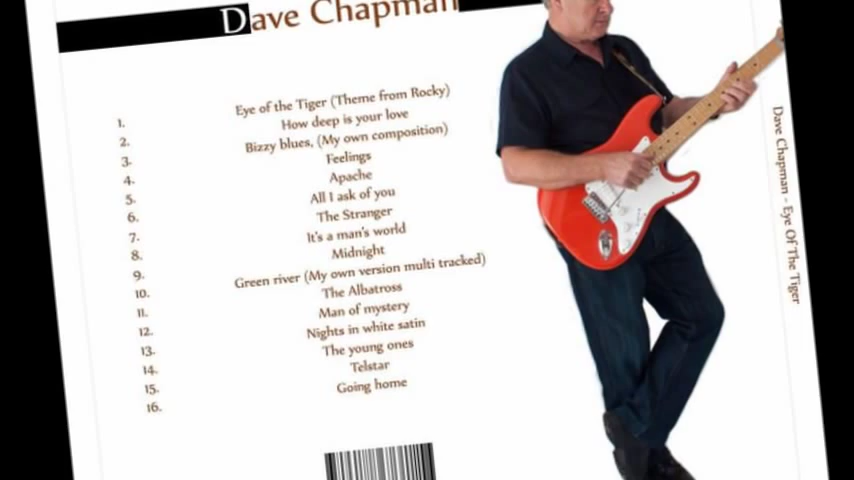 Dave Chapman
1. Eye of the Tiger (Theme from Rocky)
2. How deep is your love
3. Bizzy blues, (My own composition)
4. Feelings
5. Apache
6. All I ask of you
7. The Stranger
8. It's a man's world
9. Midnight
10. Green river (My own version multi tracked)
11. The Albatross
12. Man of mystery
13. Nights in white satin
14. The young ones
15. Telstar
16. Going home
Dave Chapman - Eye Of The Tiger